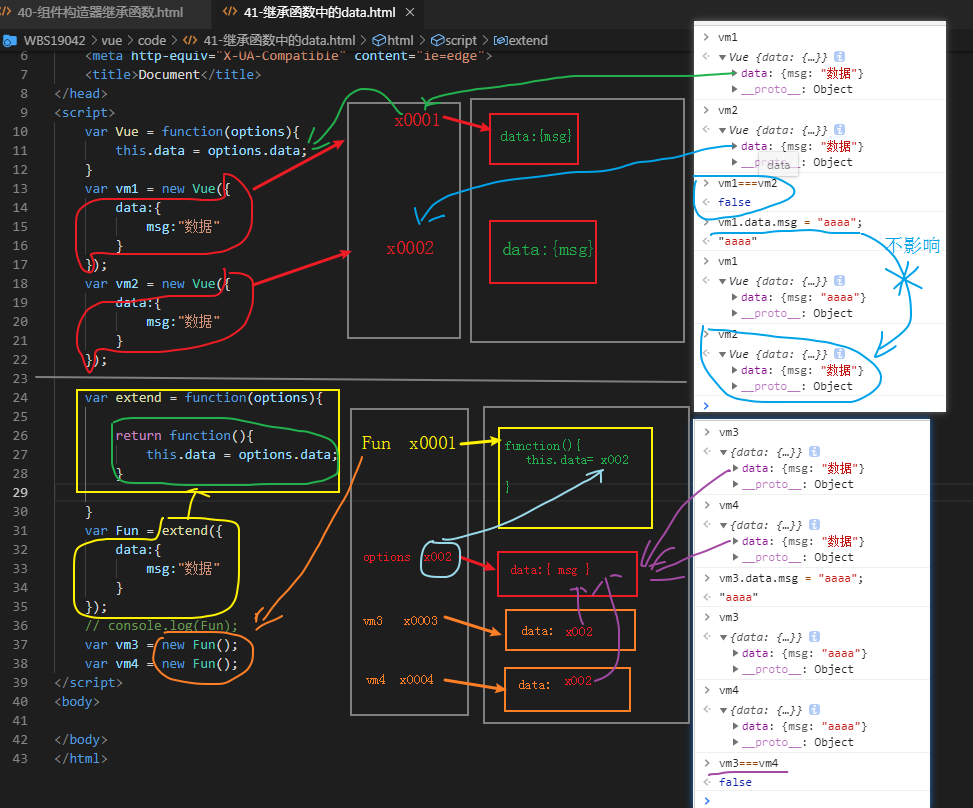 40-组件构造器继承函数.html
41-继承函数中的data.html
WBS19042 > vue > code > 41-继承函数中的data.html > html > script > extend
6 <meta http-equiv="X-UA-Compatible" content="ie=edge">
7 <title>Document</title>
8 </head>
9 <script>
10 var Vue = function(options){
11 this.data = options.data;
12 }
13 var vm1 = new Vue({
14 data:{
15 msg:"数据"
16 }
17 });
18 var vm2 = new Vue({
19 data:{
20 msg:"数据"
21 }
22 });
23
24 var extend = function(options){
25
26 return function(){
27 this.data = options.data;
28 }
29
30 }
31 var Fun = extend({
32 data:{
33 msg:"数据"
34 }
35 });
36 // console.log(Fun);
37 var vm3 = new Fun();
38 var vm4 = new Fun();
39 </script>
40 <body>
41
42 </body>
43 </html>
x0001
data:{msg}
x0002
data:{msg}
Fun x0001
function(){
this.data= x002
}
options x002
data:{ msg }
vm3 x0003
data: x002
vm4 x0004
data: x002
> vm1
Vue {data: {…}}
data: {msg: "数据"}
__proto__: Object
> vm2
Vue {data: {…}}
data: {msg: "数据"}
__proto__: Object
data
> vm1===vm2
false
> vm1.data.msg = "aaaa";
"aaaa"
不影响
> vm1
Vue {data: {…}}
data: {msg: "aaaa"}
__proto__: Object
> vm2
Vue {data: {…}}
data: {msg: "数据"}
__proto__: Object
>
> vm3
{data: {…}}
data: {msg: "数据"}
__proto__: Object
> vm4
{data: {…}}
data: {msg: "数据"}
__proto__: Object
> vm3.data.msg = "aaaa";
"aaaa"
> vm3
{data: {…}}
data: {msg: "aaaa"}
__proto__: Object
> vm4
{data: {…}}
data: {msg: "aaaa"}
__proto__: Object
> vm3===vm4
false
>